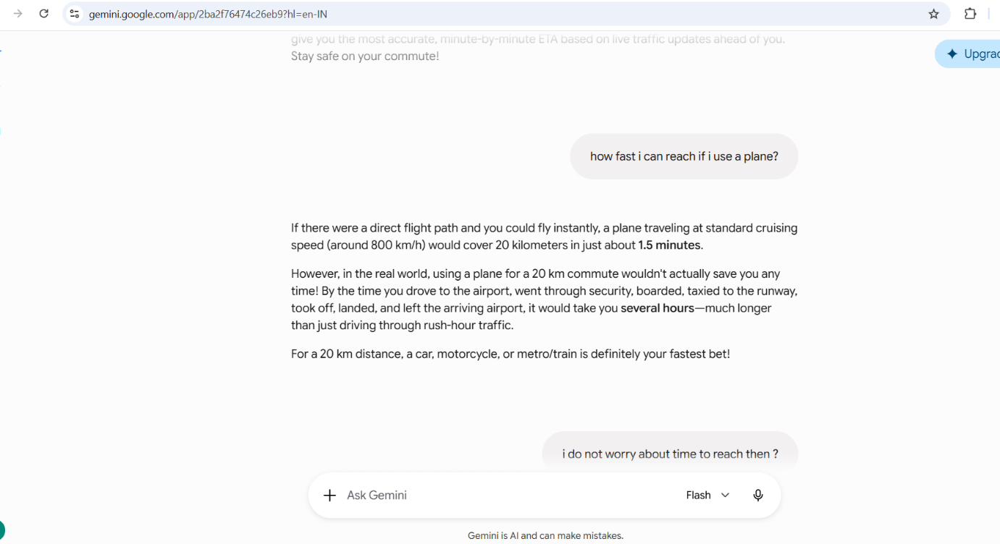 gemini.google.com/app/2ba2f76474c26eb9?hl=en-IN
give you the most accurate, minute-by-minute ETA based on live traffic updates ahead of you.
Stay safe on your commute!
Upgrad
how fast i can reach if i use a plane?
If there were a direct flight path and you could fly instantly, a plane traveling at standard cruising
speed (around 800 km/h) would cover 20 kilometers in just about 1.5 minutes.
However, in the real world, using a plane for a 20 km commute wouldn't actually save you any
time! By the time you drove to the airport, went through security, boarded, taxied to the runway,
took off, landed, and left the arriving airport, it would take you several hours—much longer
than just driving through rush-hour traffic.
For a 20 km distance, a car, motorcycle, or metro/train is definitely your fastest bet!
i do not worry about time to reach then ?
Ask Gemini
Flash
Gemini is AI and can make mistakes.